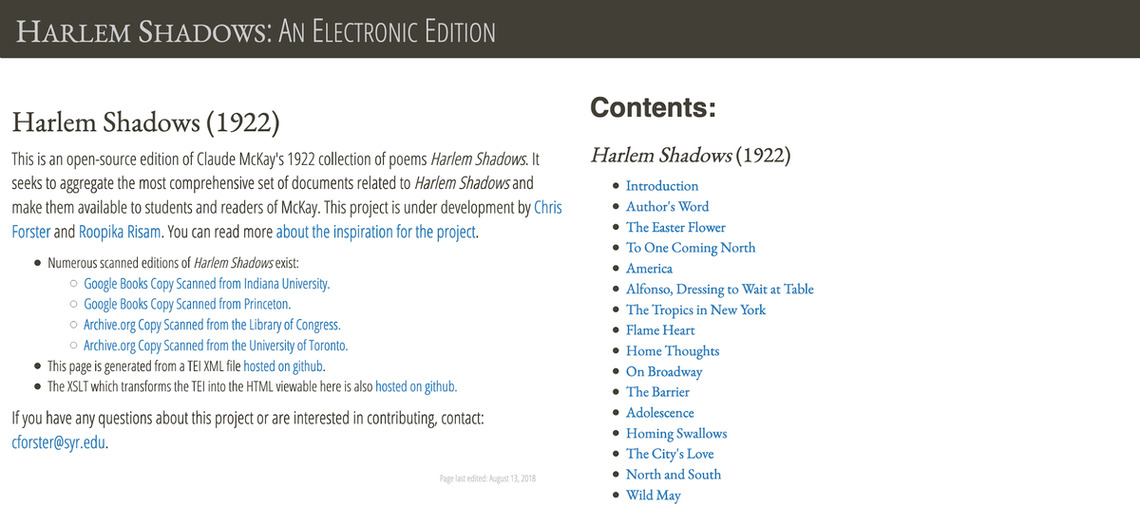 HARLEM SHADOWS: AN ELECTRONIC EDITION
Harlem Shadows (1922)
This is an open-source edition of Claude McKay's 1922 collection of poems Harlem Shadows. It
seeks to aggregate the most comprehensive set of documents related to Harlem Shadows and
make them available to students and readers of McKay. This project is under development by Chris
Forster and Roopika Risam. You can read more about the inspiration for the project.
Numerous scanned editions of Harlem Shadows exist:
Google Books Copy Scanned from Indiana University.
Google Books Copy Scanned from Princeton.
Archive.org Copy Scanned from the Library of Congress.
Archive.org Copy Scanned from the University of Toronto.
This page is generated from a TEI XML file hosted on github.
The XSLT which transforms the TEI into the HTML viewable here is also hosted on github.
If you have any questions about this project or are interested in contributing, contact:
cforster@syr.edu.
Page last edited: August 13, 2018
Contents:
Harlem Shadows (1922)
Introduction
Author's Word
The Easter Flower
To One Coming North
America
Alfonso, Dressing to Wait at Table
The Tropics in New York
Flame Heart
Home Thoughts
On Broadway
The Barrier
Adolescence
Homing Swallows
The City's Love
North and South
Wild May